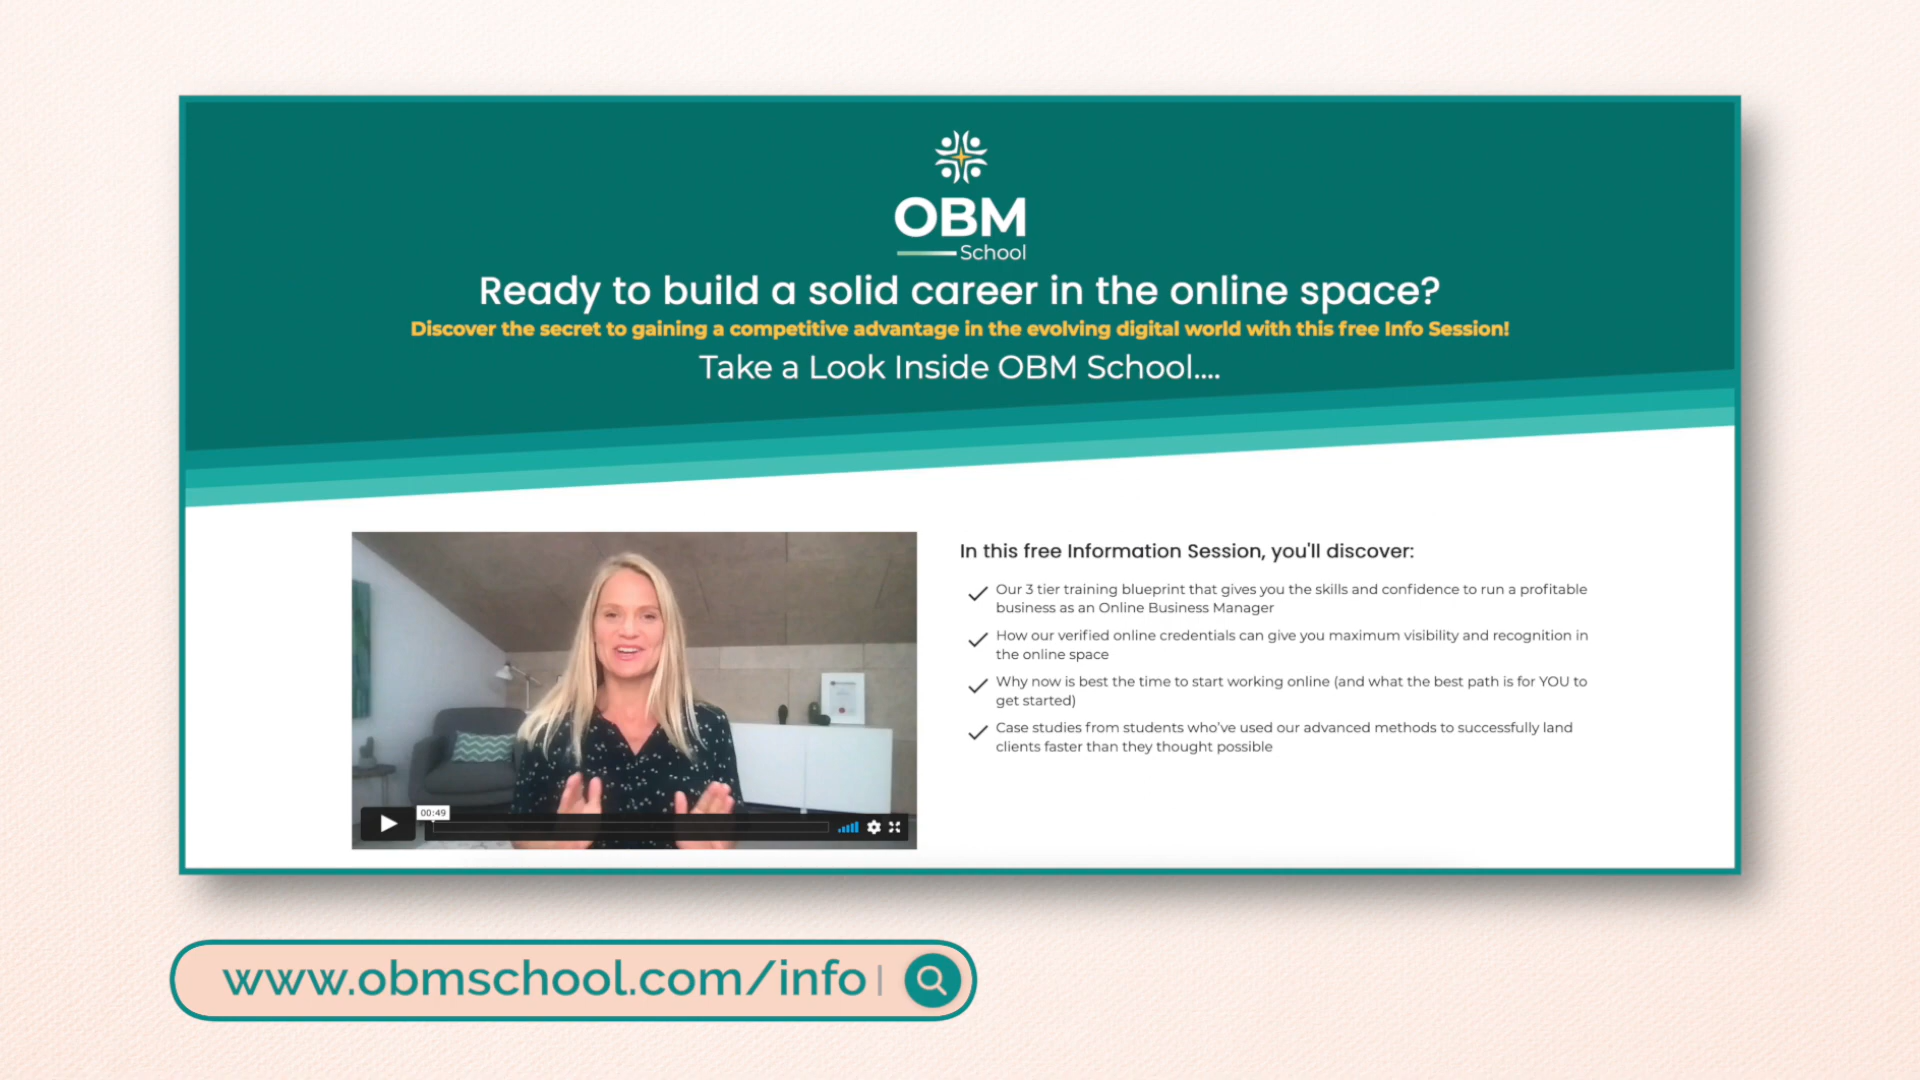 OBM
School
Ready to build a solid career in the online space?
Discover the secret to gaining a competitive advantage in the evolving digital world with this free Info Session!
Take a Look Inside OBM School....
In this free Information Session, you'll discover:
Our 3 tier training blueprint that gives you the skills and confidence to run a profitable
business as an Online Business Manager
How our verified online credentials can give you maximum visibility and recognition in
the online space
Why now is best the time to start working online (and what the best path is for YOU to
get started)
Case studies from students who've used our advanced methods to successfully land
clients faster than they thought possible
00:49
www.obmschool.com/info